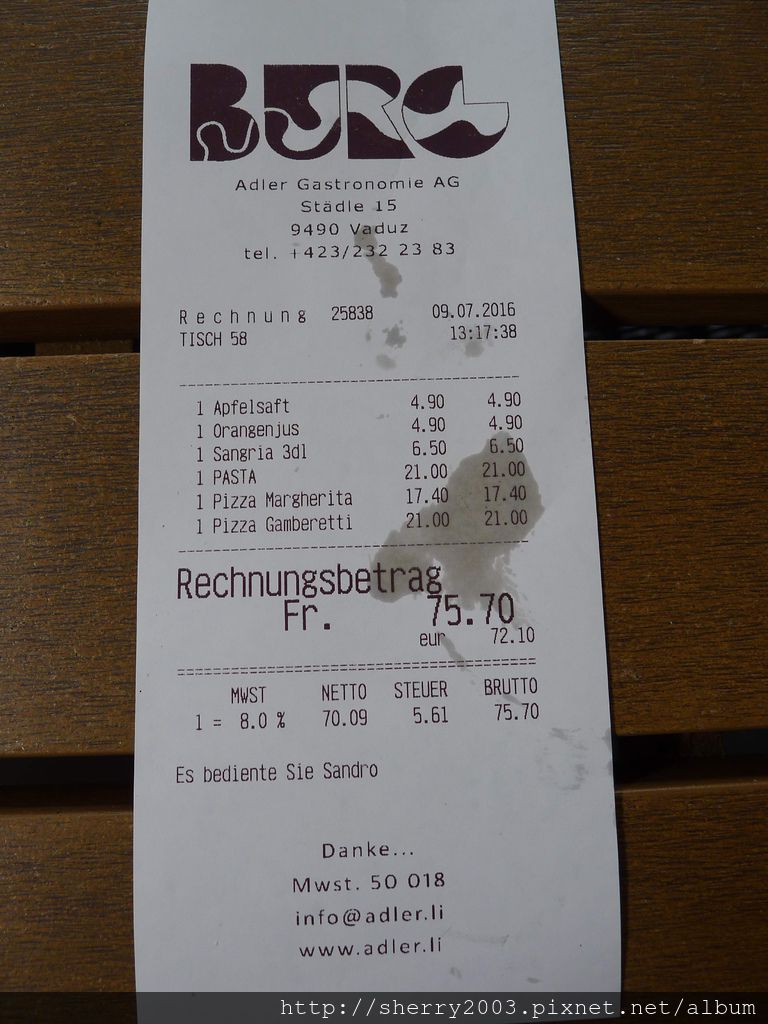 BURG
Adler Gastronomie AG
Städle 15
9490 Vaduz
tel. +423/232 23 83
Rechnung 25838 09.07.2016
TISCH 58 13:17:38
1 Apfelsaft 4.90 4.90
1 Orangenjus 4.90 4.90
1 Sangria 3dl 6.50 6.50
1 PASTA 21.00 21.00
1 Pizza Margherita 17.40 17.40
1 Pizza Gamberetti 21.00 21.00
Rechnungsbetrag
Fr. 75.70
eur 72.10
MWST NETTO STEUER BRUTTO
1 = 8.0 % 70.09 5.61 75.70
Es bediente Sie Sandro
Danke...
Mwst. 50 018
info@adler.li
www.adler.li
http://sherry2003.pixnet.net/album